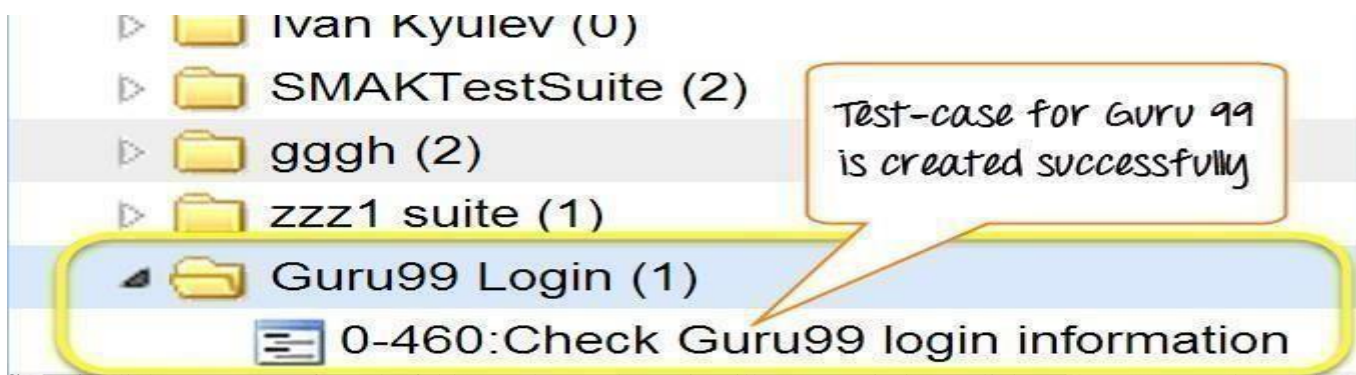 Ivan Kyulev (0)
SMAKTestSuite (2)
gggh (2)
zzz1 suite (1)
Test-case for Guru 99
is created successfully
Guru99 Login (1)
0-460:Check Guru99 login information